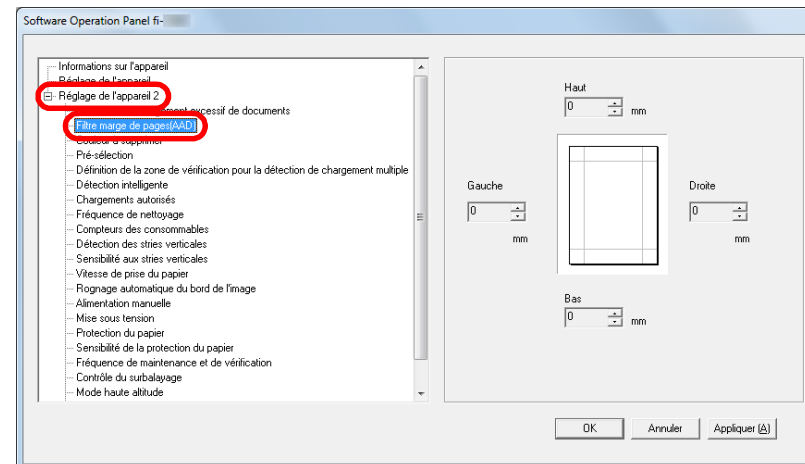 Software Operation Panel fi-
Informations sur l'appareil
Réglage de l'appareil
Réglage de l'appareil 2
excessif de documents
Filtre marge de pages(AAD)
Couleur à supprimer
Pré-sélection
Définition de la zone de vérification pour la détection de chargement multiple
Détection intelligente
Chargements autorisés
Fréquence de nettoyage
Compteurs des consommables
Détection des stries verticales
Sensibilité aux stries verticales
Vitesse de prise du papier
Rognage automatique du bord de l'image
Alimentation manuelle
Mise sous tension
Protection du papier
Sensibilité de la protection du papier
Fréquence de maintenance et de vérification
Contrôle du surbalayage
Mode haute altitude
Haut
0 mm
Gauche
0
mm
Droite
0
mm
Bas
0 mm
OK Annuler Appliquer (A)